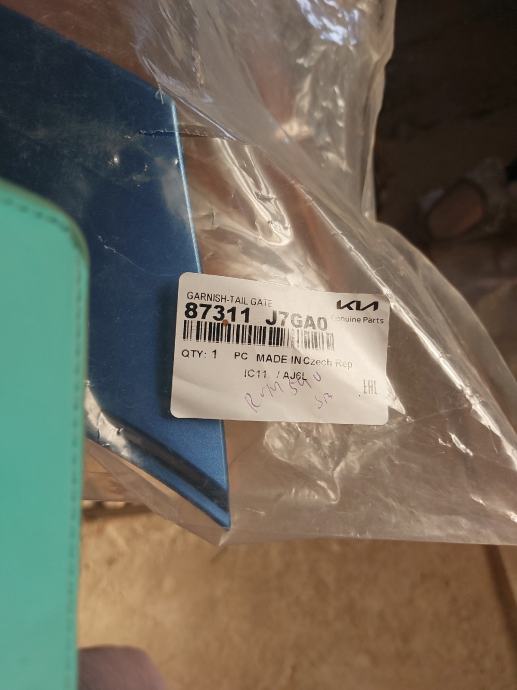 GARNISH-TAIL GATE
KIA
87311 J7GA0
Genuine Parts
QTY: 1 PC MADE IN Czech Rep
IC11 / AJ6L
EAC